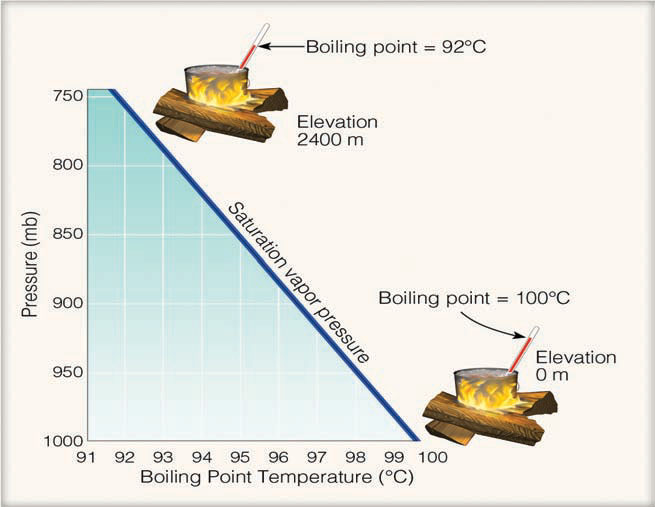 Boiling point = 92°C
Elevation
2400 m
750
800
850
900
950
1000
Pressure (mb)
Saturation vapor pressure
Boiling point = 100°C
Elevation
0 m
91 92 93 94 95 96 97 98 99 100
Boiling Point Temperature (°C)